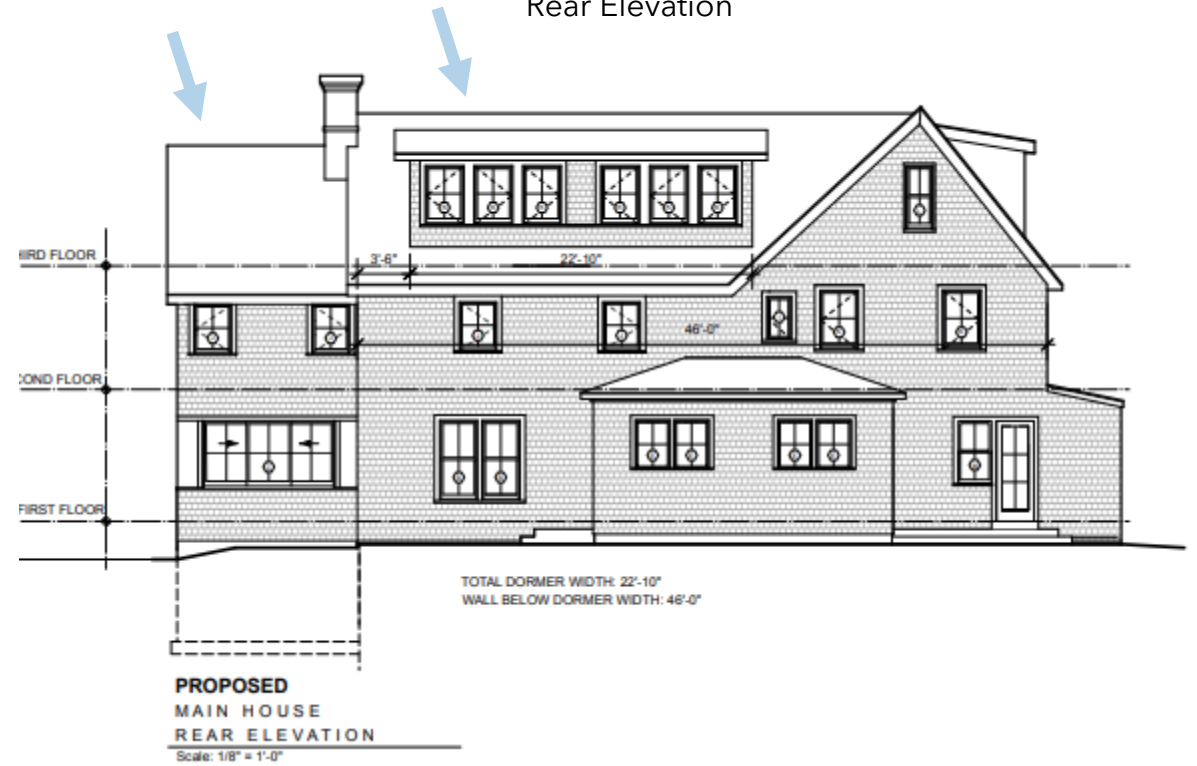 Rear Elevation
HIRD FLOOR
3'-6"
22'-10"
46'-0"
COND FLOOR
FIRST FLOOR
TOTAL DORMER WIDTH: 22'-10"
WALL BELOW DORMER WIDTH: 46'-0"
PROPOSED
MAIN HOUSE
REAR ELEVATION
Scale: 1/8" = 1'-0"